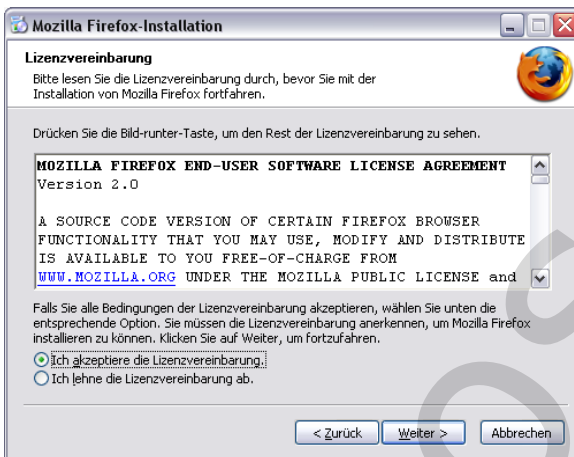 Mozilla Firefox-Installation
Lizenzvereinbarung
Bitte lesen Sie die Lizenzvereinbarung durch, bevor Sie mit der
Installation von Mozilla Firefox fortfahren.
Drücken Sie die Bild-runter-Taste, um den Rest der Lizenzvereinbarung zu sehen.
MOZILLA FIREFOX END-USER SOFTWARE LICENSE AGREEMENT
Version 2.0
A SOURCE CODE VERSION OF CERTAIN FIREFOX BROWSER
FUNCTIONALITY THAT YOU MAY USE, MODIFY AND DISTRIBUTE
IS AVAILABLE TO YOU FREE-OF-CHARGE FROM
WWW.MOZILLA.ORG UNDER THE MOZILLA PUBLIC LICENSE and
Falls Sie alle Bedingungen der Lizenzvereinbarung akzeptieren, wählen Sie unten die
entsprechende Option. Sie müssen die Lizenzvereinbarung anerkennen, um Mozilla Firefox
installieren zu können. Klicken Sie auf Weiter, um fortzufahren.
Ich akzeptiere die Lizenzvereinbarung.
Ich lehne die Lizenzvereinbarung ab.
< Zurück Weiter > Abbrechen